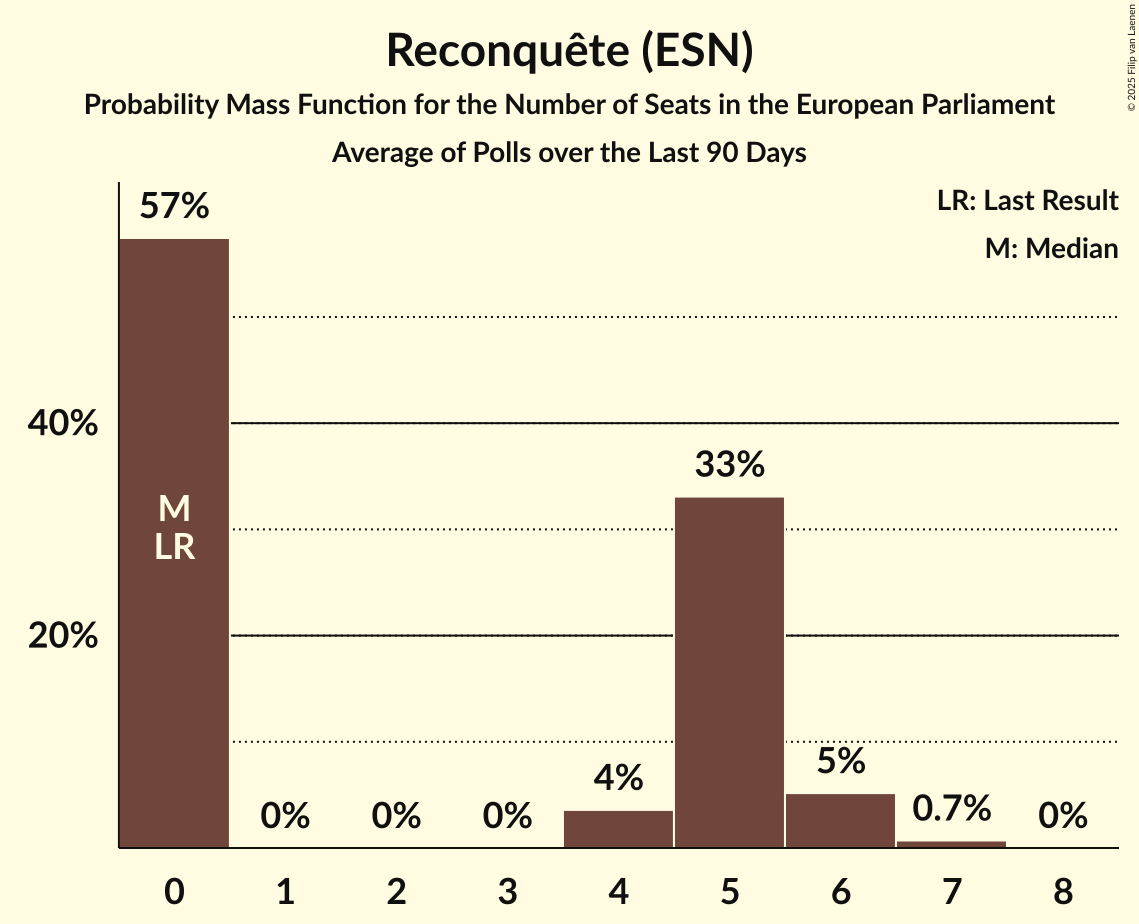 Reconquête (ESN)
Probability Mass Function for the Number of Seats in the European Parliament
Average of Polls over the Last 90 Days
© 2025 Filip van Laenen
LR: Last Result
M: Median
57%
40%
33%
M
LR
20%
5%
4%
0.7%
0%
0%
0%
0%
0 1 2 3 4 5 6 7 8